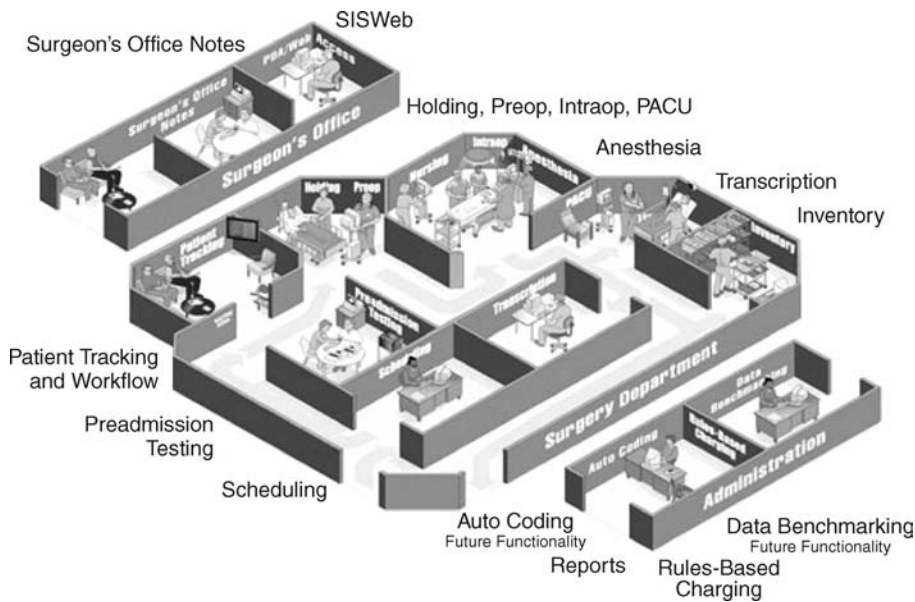 SISWeb
Surgeon's Office Notes
PDA/Web Access
Surgeon's Office
Notes
Surgeon's Office
Holding, Preop, Intraop, PACU
Anesthesia
Transcription
Inventory
Holding
Preop
Nursing
Intraop
Anesthesia
PACU
Inventory
Patient
Tracking
Preadmission
Testing
Transcription
Scheduling
Surgery Department
Patient Tracking
and Workflow
Preadmission
Testing
Scheduling
Data
Benchmarking
Rules-Based
Charging
Auto Coding
Administration
Auto Coding
Future Functionality
Reports
Rules-Based
Charging
Data Benchmarking
Future Functionality